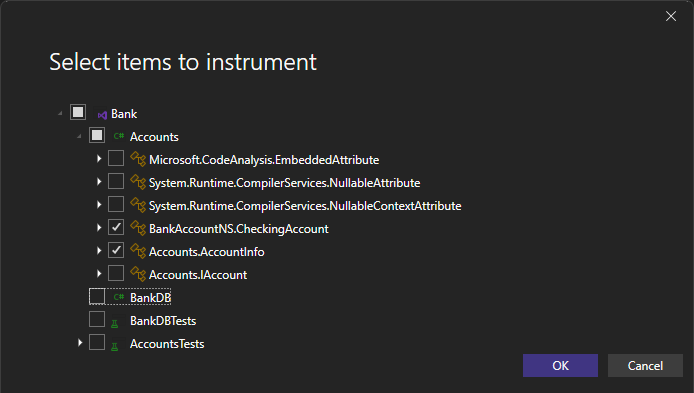 Select items to instrument
Bank
C# Accounts
Microsoft.CodeAnalysis.EmbeddedAttribute
System.Runtime.CompilerServices.NullableAttribute
System.Runtime.CompilerServices.NullableContextAttribute
BankAccountNS.CheckingAccount
Accounts.AccountInfo
Accounts.IAccount
C# BankDB
BankDBTests
AccountsTests
OK Cancel